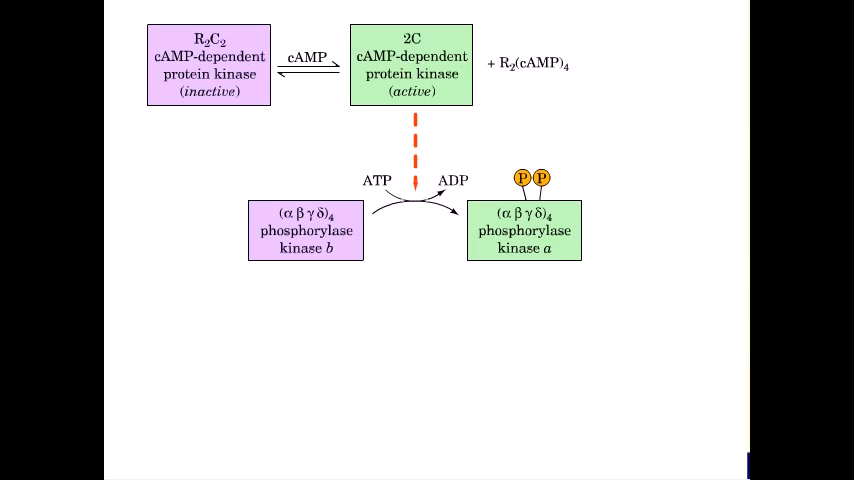 R₂C₂
cAMP-dependent
protein kinase
(inactive)
cAMP
2C
cAMP-dependent
protein kinase
(active)
+ R₂(cAMP)₄
ATP
ADP
P P
(α β γ δ)₄
phosphorylase
kinase b
(α β γ δ)₄
phosphorylase
kinase a